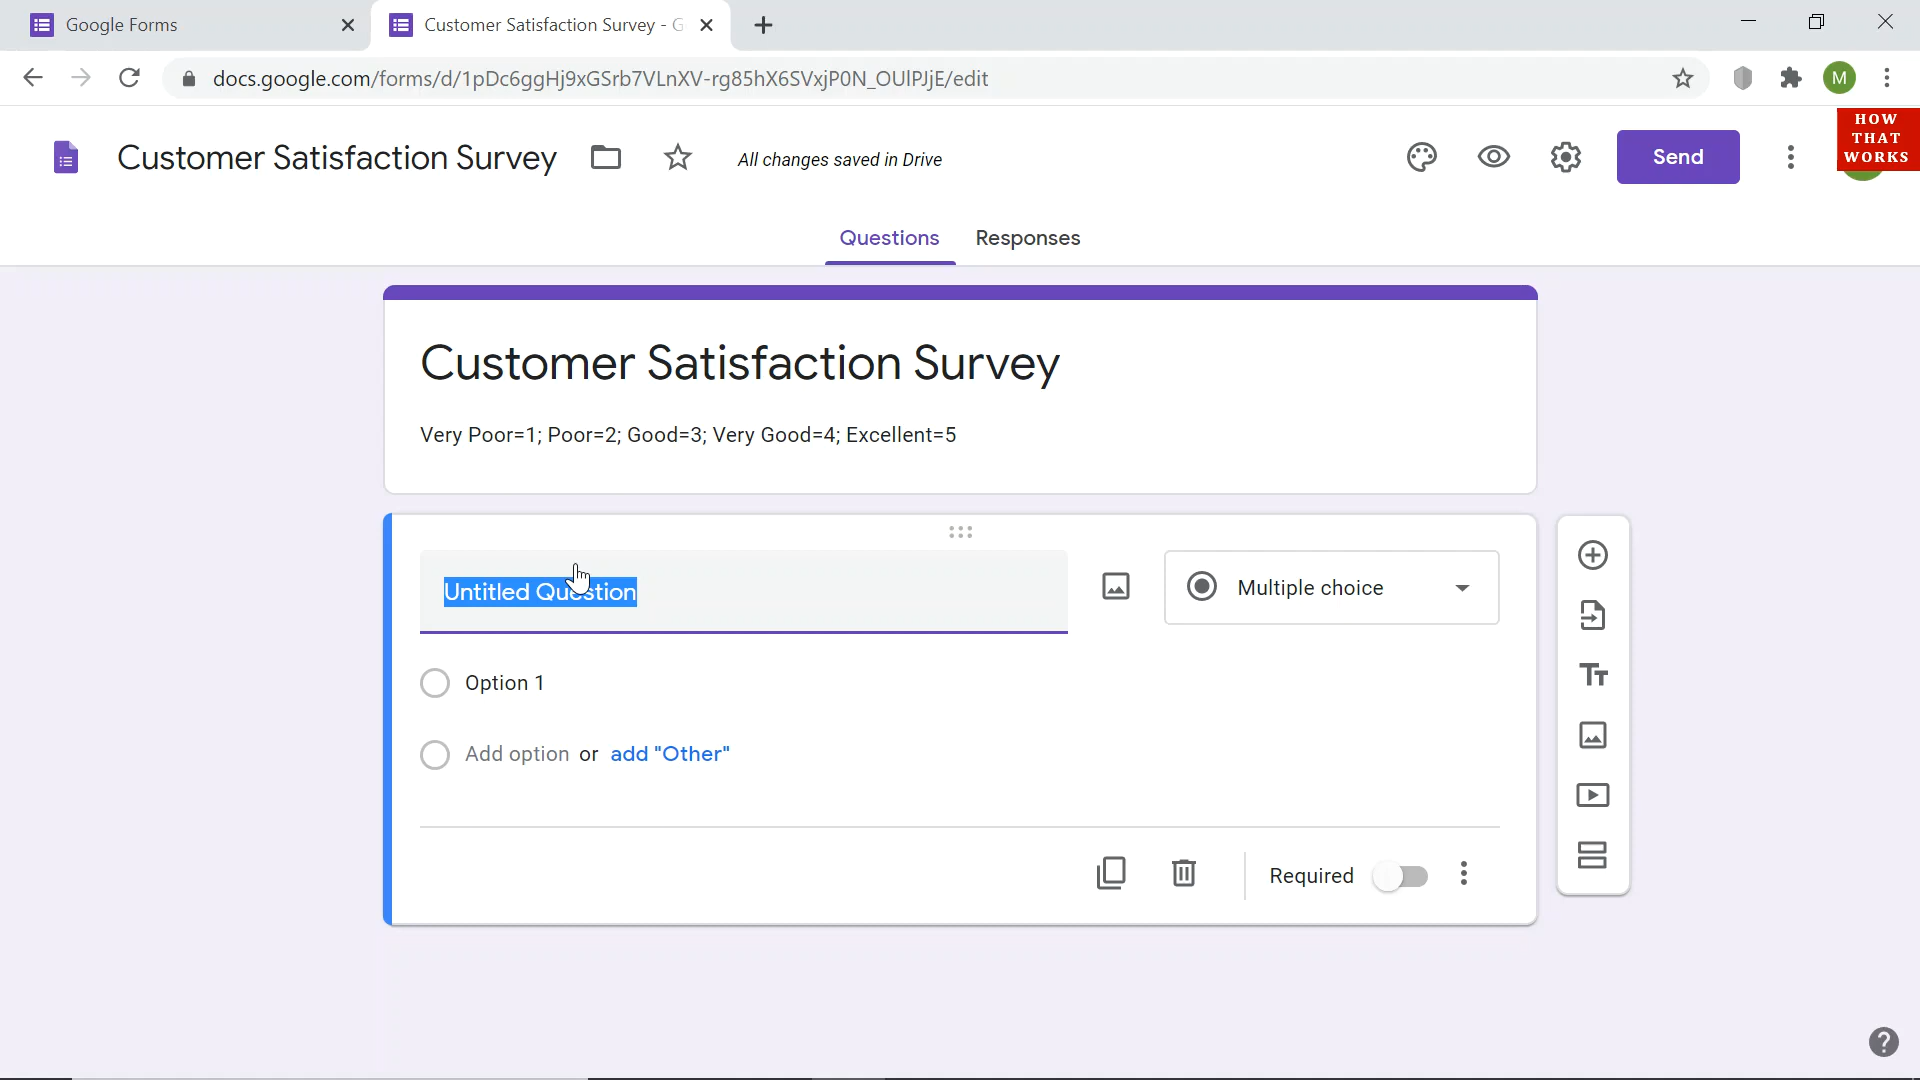 Google Forms
Customer Satisfaction Survey - G
docs.google.com/forms/d/1pDc6ggHj9xGSrb7VLnXV-rg85hX6SVxjP0N_OUlPJjE/edit
M
Customer Satisfaction Survey
All changes saved in Drive
Send
HOW
THAT
WORKS
Questions
Responses
Customer Satisfaction Survey
Very Poor=1; Poor=2; Good=3; Very Good=4; Excellent=5
Untitled Question
Multiple choice
Option 1
Add option or add "Other"
Required